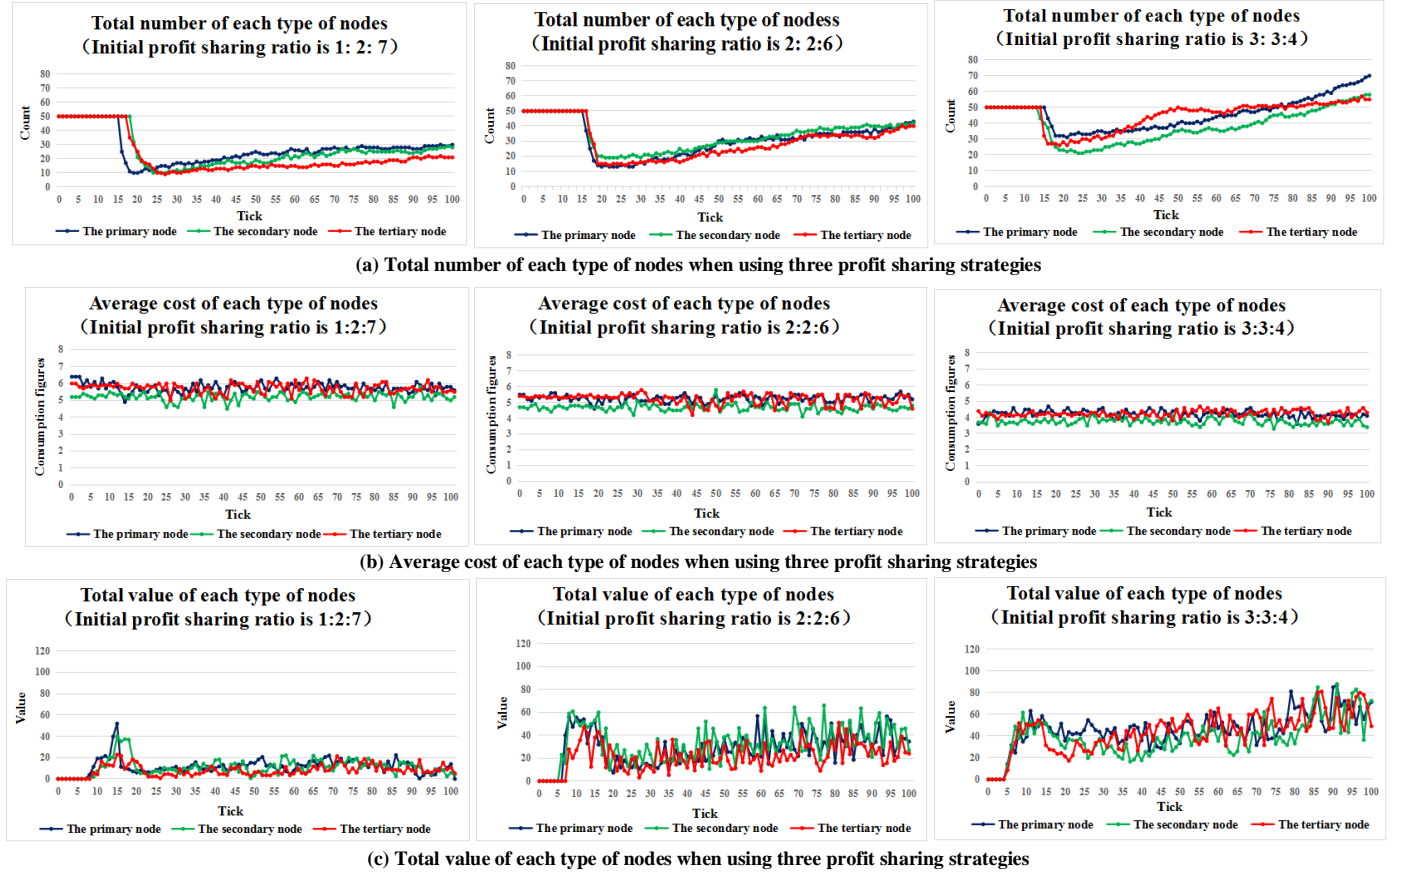 Total number of each type of nodes
（Initial profit sharing ratio is 1: 2: 7）
80
70
60
50
40
30
20
10
0
Count
0 5 10 15 20 25 30 35 40 45 50 55 60 65 70 75 80 85 90 95 100
Tick
The primary node The secondary node The tertiary node
Total number of each type of nodess
（Initial profit sharing ratio is 2: 2:6）
80
70
60
50
40
30
20
10
0
Count
0 5 10 15 20 25 30 35 40 45 50 55 60 65 70 75 80 85 90 95 100
Tick
The primary node The secondary node The tertiary node
Total number of each type of nodes
（Initial profit sharing ratio is 3: 3:4）
80
70
60
50
40
30
20
10
0
Count
0 5 10 15 20 25 30 35 40 45 50 55 60 65 70 75 80 85 90 95 100
Tick
The primary node The secondary node The tertiary node
(a) Total number of each type of nodes when using three profit sharing strategies
Average cost of each type of nodes
（Initial profit sharing ratio is 1:2:7）
8
7
6
5
4
3
2
1
0
Consumption figures
0 5 10 15 20 25 30 35 40 45 50 55 60 65 70 75 80 85 90 95 100
Tick
The primary node The secondary node The tertiary node
Average cost of each type of nodes
（Initial profit sharing ratio is 2:2:6）
8
7
6
5
4
3
2
1
0
Consumption figures
0 5 10 15 20 25 30 35 40 45 50 55 60 65 70 75 80 85 90 95 100
Tick
The primary node The secondary node The tertiary node
Average cost of each type of nodes
（Initial profit sharing ratio is 3:3:4）
8
7
6
5
4
3
2
1
0
Consumption figures
0 5 10 15 20 25 30 35 40 45 50 55 60 65 70 75 80 85 90 95 100
Tick
The primary node The secondary node The tertiary node
(b) Average cost of each type of nodes when using three profit sharing strategies
Total value of each type of nodes
（Initial profit sharing ratio is 1:2:7）
120
100
80
60
40
20
0
Value
0 5 10 15 20 25 30 35 40 45 50 55 60 65 70 75 80 85 90 95 100
Tick
The primary node The secondary node The tertiary node
Total value of each type of nodes
（Initial profit sharing ratio is 2:2:6）
120
100
80
60
40
20
0
Value
0 5 10 15 20 25 30 35 40 45 50 55 60 65 70 75 80 85 90 95 100
Tick
The primary node The secondary node The tertiary node
Total value of each type of nodes
（Initial profit sharing ratio is 3:3:4）
120
100
80
60
40
20
0
Value
0 5 10 15 20 25 30 35 40 45 50 55 60 65 70 75 80 85 90 95 100
Tick
The primary node The secondary node The tertiary node
(c) Total value of each type of nodes when using three profit sharing strategies